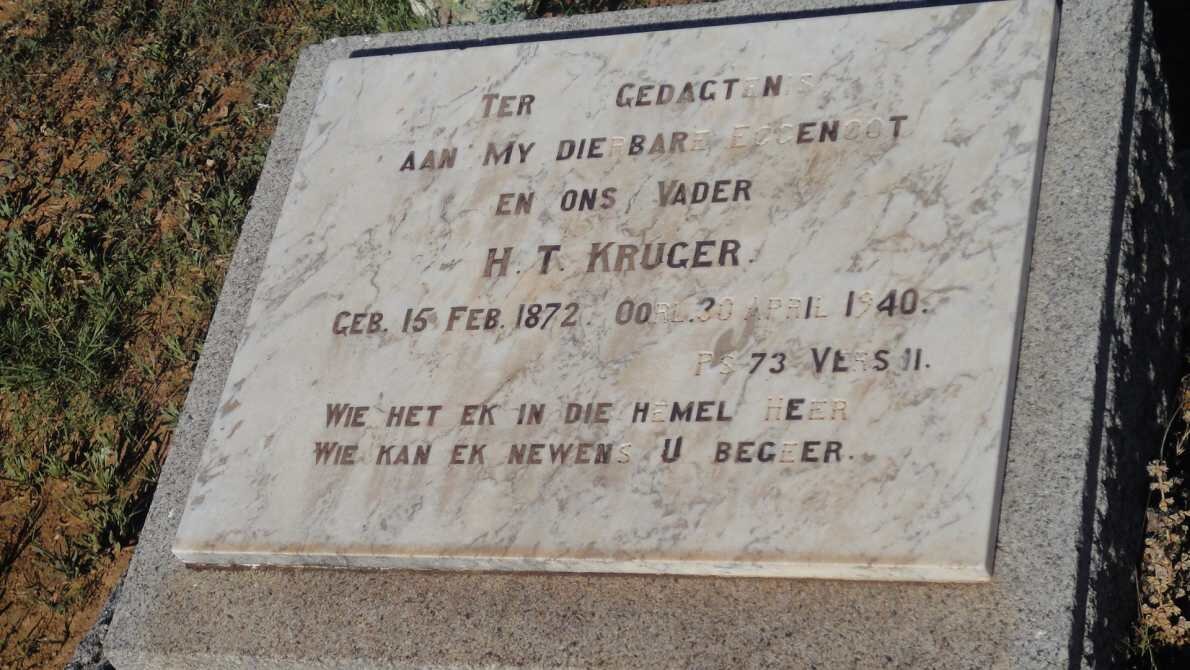 TER GEDAGTENIS
AAN MY DIERBARE EGGENOOT
EN ONS VADER
H. T. KRUGER.
GEB. 15 FEB. 1872. OORL. 30 APRIL 1940.
PS 73 VERS 11.
WIE HET EK IN DIE HEMEL HEER
WIE KAN EK NEWENS U BEGEER.